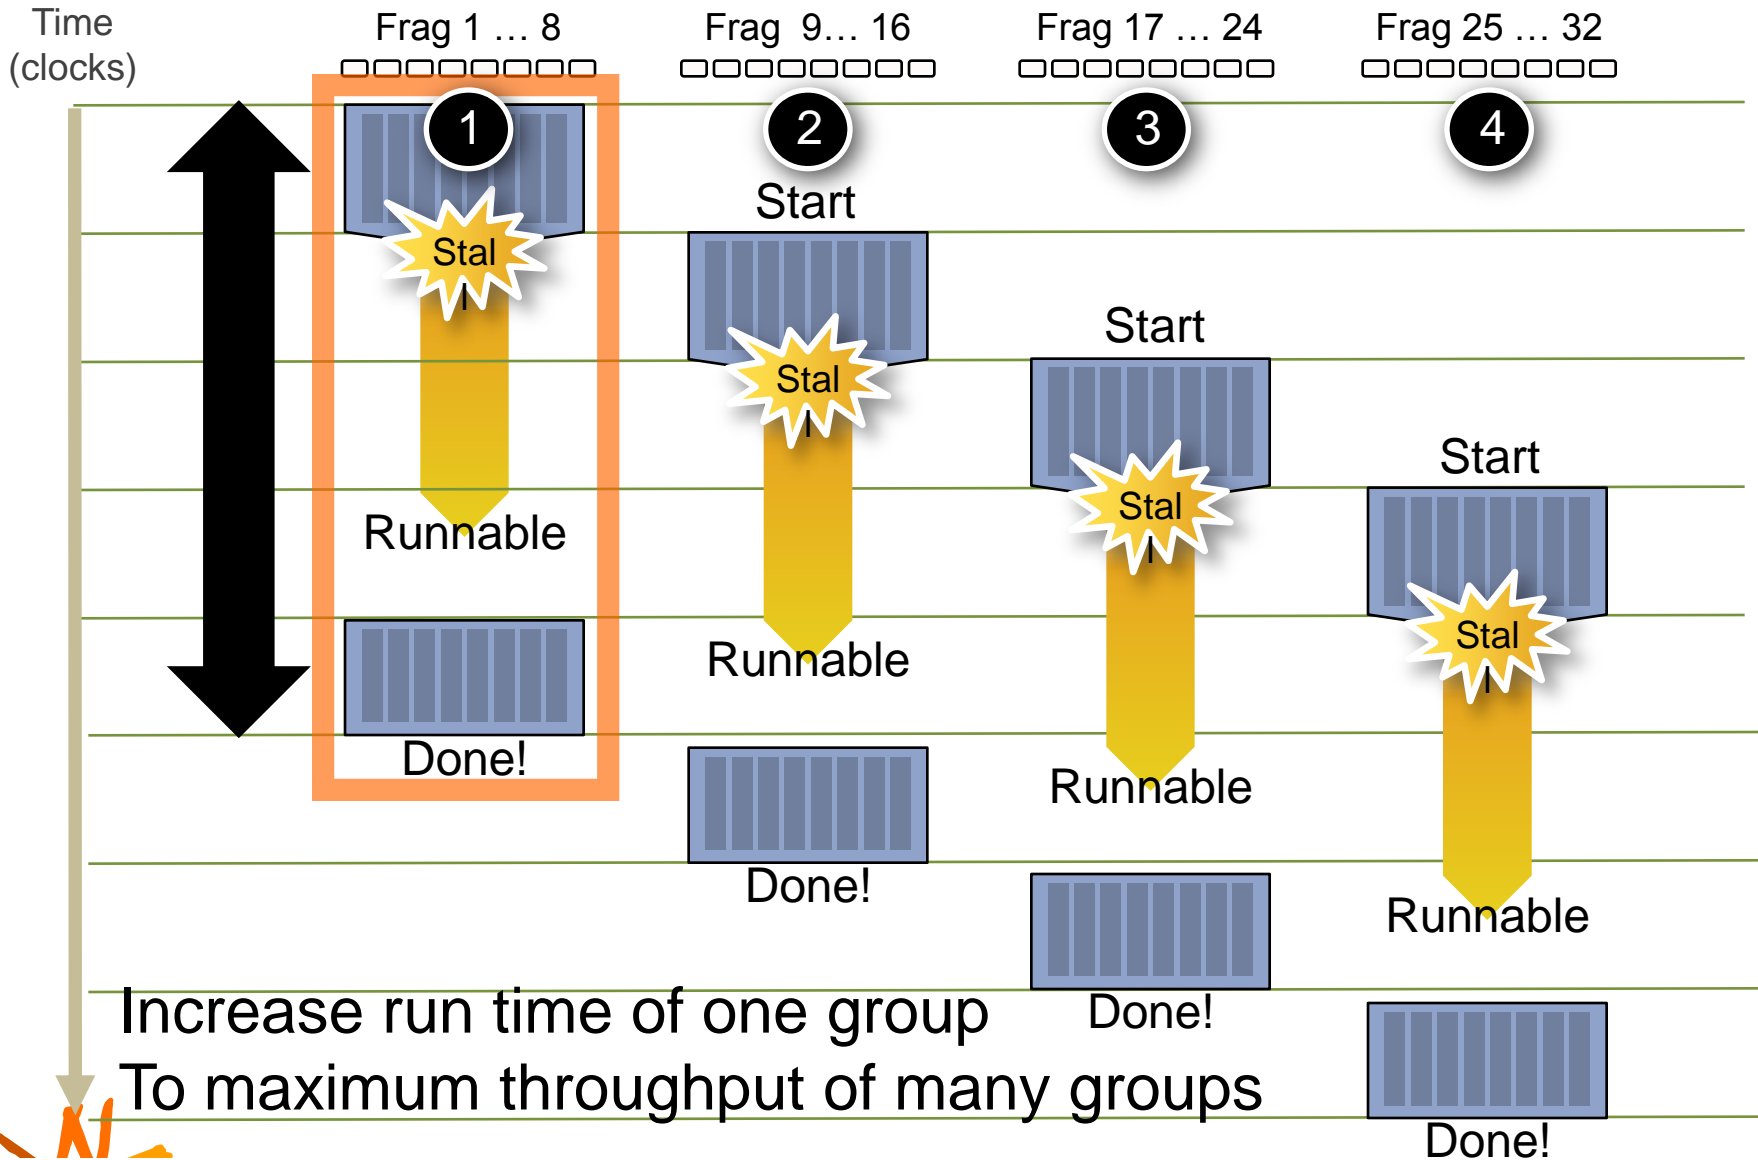 Time
(clocks)
Frag 1 … 8
Frag 9… 16
Frag 17 … 24
Frag 25 … 32
1
2
3
4
Start
Stal
l
Start
Stal
l
Start
Stal
l
Runnable
Stal
l
Runnable
Done!
Runnable
Done!
Runnable
Increase run time of one group
Done!
To maximum throughput of many groups
Done!